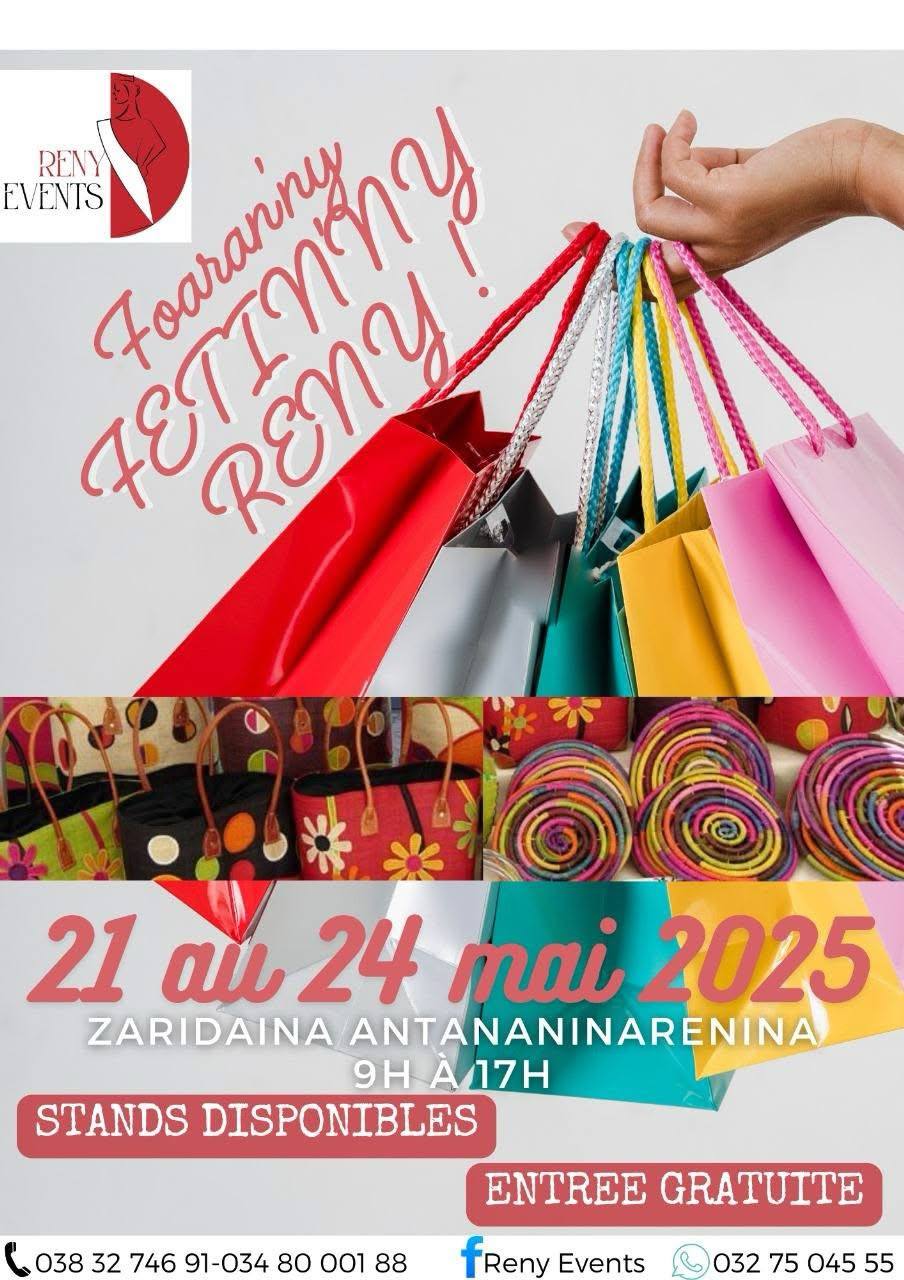 RENY
EVENTS
Foaran'ny
FETIN'NY
RENY !
21 au 24 mai 2025
ZARIDAINA ANTANANINARENINA
9H À 17H
STANDS DISPONIBLES
ENTREE GRATUITE
038 32 746 91-034 80 001 88
Reny Events
032 75 045 55